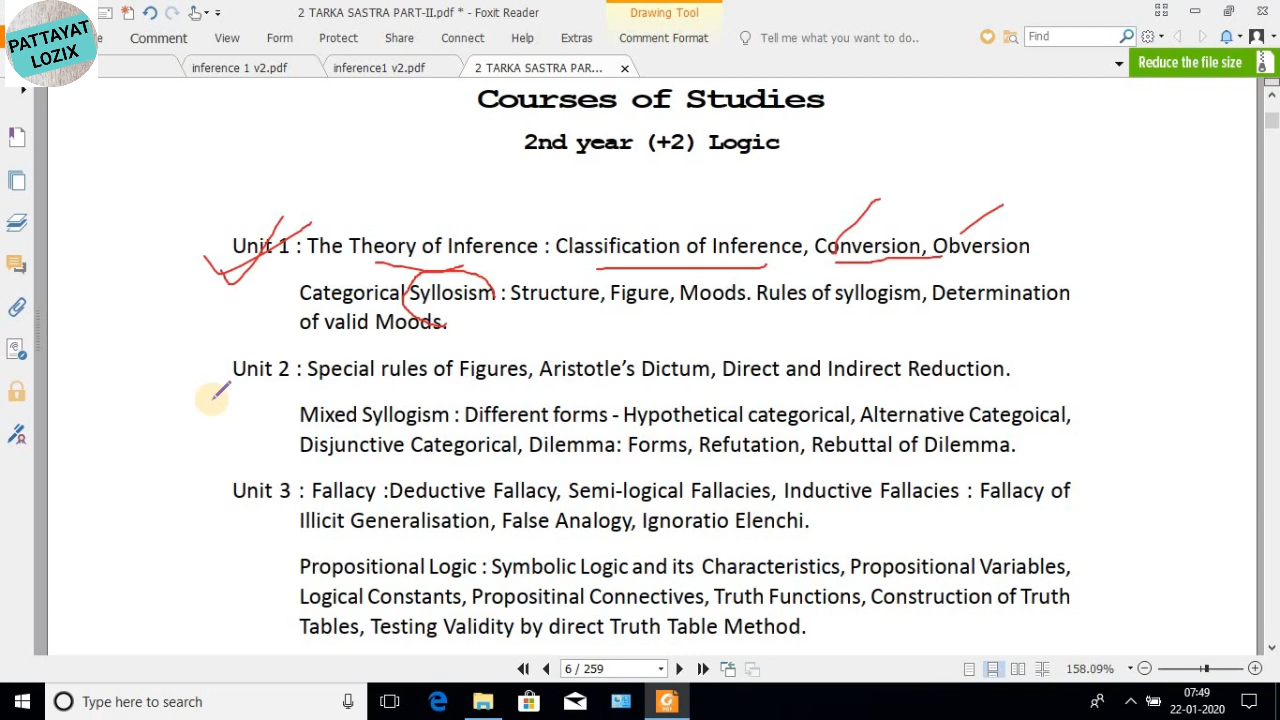 2 TARKA SASTRA PART-II.pdf * - Foxit Reader
Drawing Tool
PATTAYAT
LOZIX
Comment View Form Protect Share Connect Help Extras Comment Format Tell me what you want to do.. Find
inference 1 v2.pdf inference1 v2.pdf 2 TARKA SASTRA PAR... Reduce the file size
Courses of Studies
2nd year (+2) Logic
Unit 1 : The Theory of Inference : Classification of Inference, Conversion, Obversion
Categorical Syllosism : Structure, Figure, Moods. Rules of syllogism, Determination
of valid Moods.
Unit 2 : Special rules of Figures, Aristotle's Dictum, Direct and Indirect Reduction.
Mixed Syllogism : Different forms - Hypothetical categorical, Alternative Categoical,
Disjunctive Categorical, Dilemma: Forms, Refutation, Rebuttal of Dilemma.
Unit 3 : Fallacy :Deductive Fallacy, Semi-logical Fallacies, Inductive Fallacies : Fallacy of
Illicit Generalisation, False Analogy, Ignoratio Elenchi.
Propositional Logic : Symbolic Logic and its Characteristics, Propositional Variables,
Logical Constants, Propositinal Connectives, Truth Functions, Construction of Truth
Tables, Testing Validity by direct Truth Table Method.
6 / 259 158.09%
Type here to search 07:49
22-01-2020